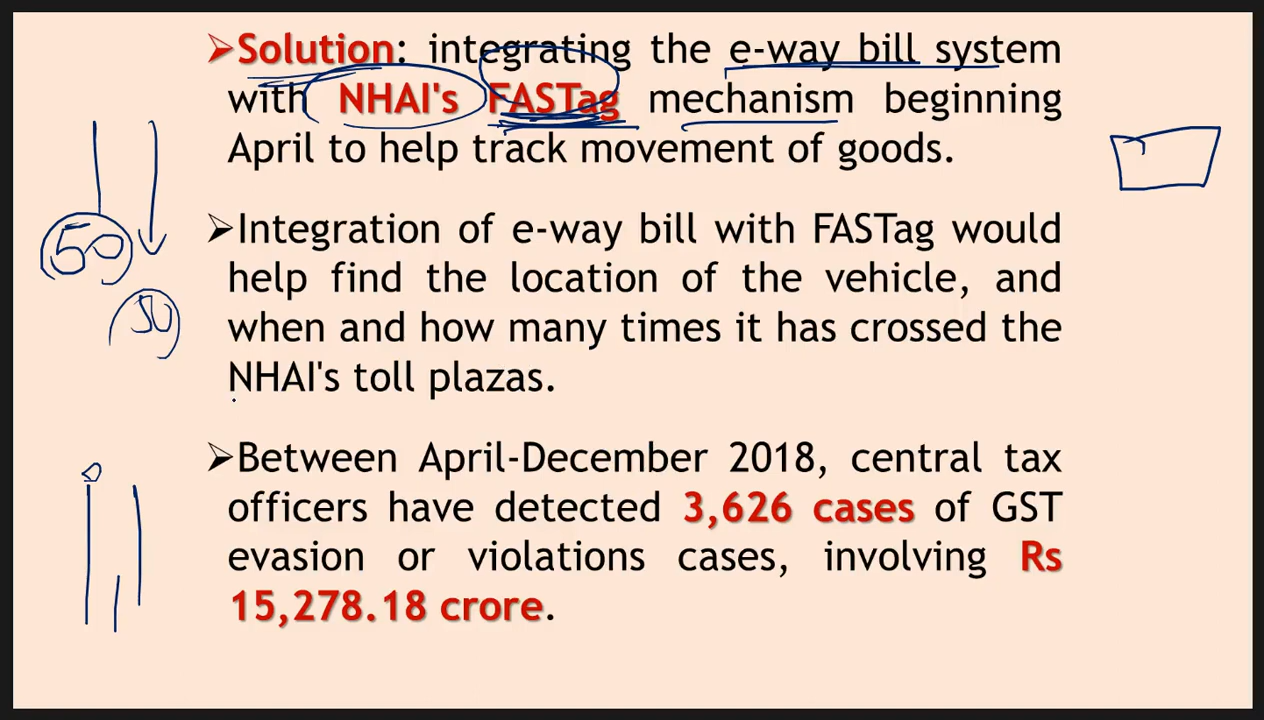 ➢Solution: integrating the e-way bill system
with NHAI's FASTag mechanism beginning
April to help track movement of goods.
50
50
➢Integration of e-way bill with FASTag would
help find the location of the vehicle, and
when and how many times it has crossed the
NHAI's toll plazas.
➢Between April-December 2018, central tax
officers have detected 3,626 cases of GST
evasion or violations cases, involving Rs
15,278.18 crore.